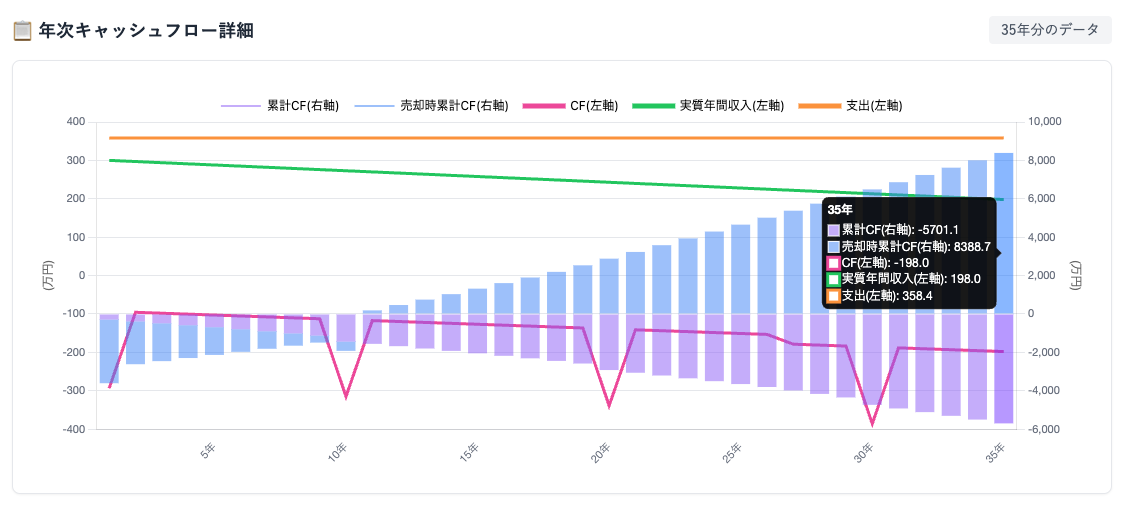 📋 年次キャッシュフロー詳細
35年分のデータ
累計CF(右軸) 売却時累計CF(右軸) CF(左軸) 実質年間収入(左軸) 支出(左軸)
400
300
200
100
0
-100
-200
-300
-400
(万円)
10,000
8,000
6,000
4,000
2,000
0
-2,000
-4,000
-6,000
(万円)
35年
累計CF(右軸): -5701.1
売却時累計CF(右軸): 8388.7
CF(左軸): -198.0
実質年間収入(左軸): 198.0
支出(左軸): 358.4
5年 10年 15年 20年 25年 30年 35年